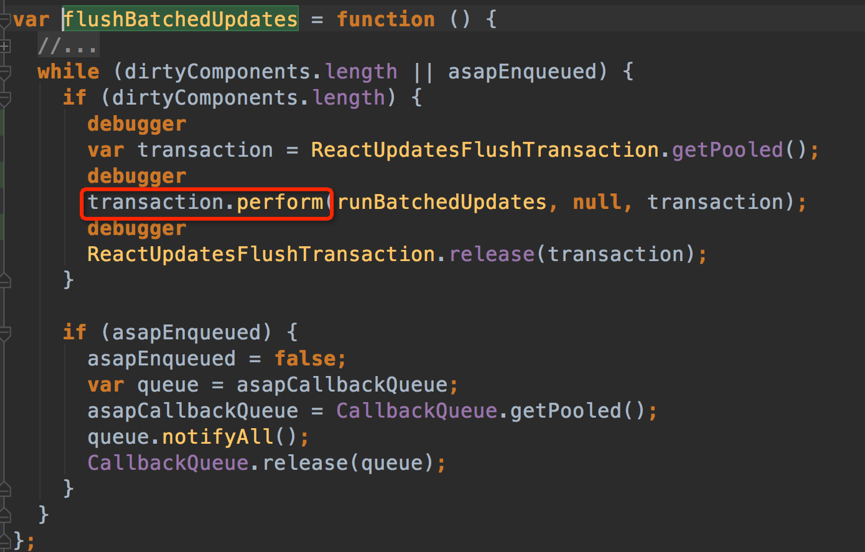 var flushBatchedUpdates = function () {
  //...
  while (dirtyComponents.length || asapEnqueued) {
    if (dirtyComponents.length) {
      debugger
      var transaction = ReactUpdatesFlushTransaction.getPooled();
      debugger
      transaction.perform(runBatchedUpdates, null, transaction);
      debugger
      ReactUpdatesFlushTransaction.release(transaction);
    }

    if (asapEnqueued) {
      asapEnqueued = false;
      var queue = asapCallbackQueue;
      asapCallbackQueue = CallbackQueue.getPooled();
      queue.notifyAll();
      CallbackQueue.release(queue);
    }
  }
};